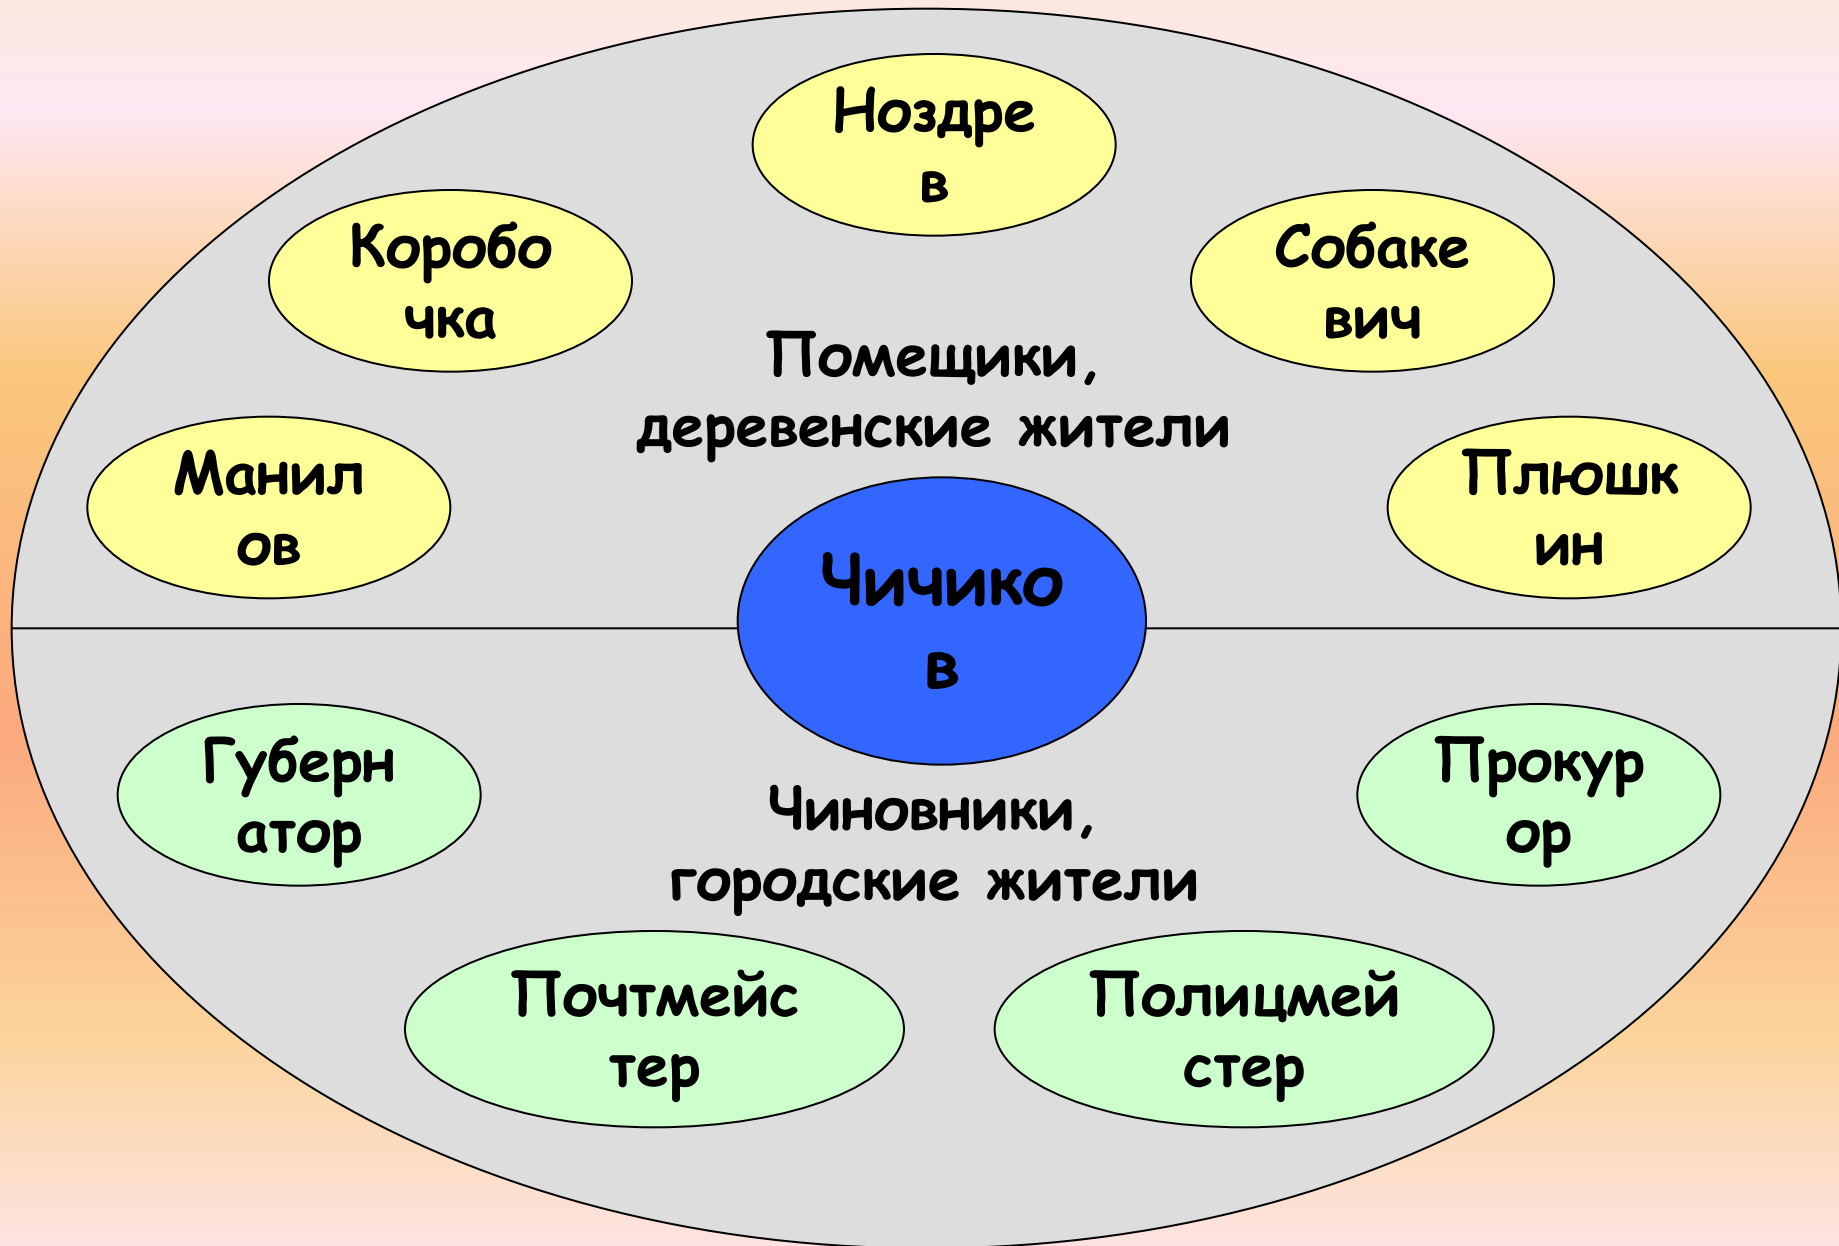 Ноздре
в
Коробо
чка
Собаке
вич
Помещики,
деревенские жители
Манил
ов
Плюшк
ин
Чичико
в
Губерн
атор
Прокур
ор
Чиновники,
городские жители
Почтмейс
тер
Полицмей
стер